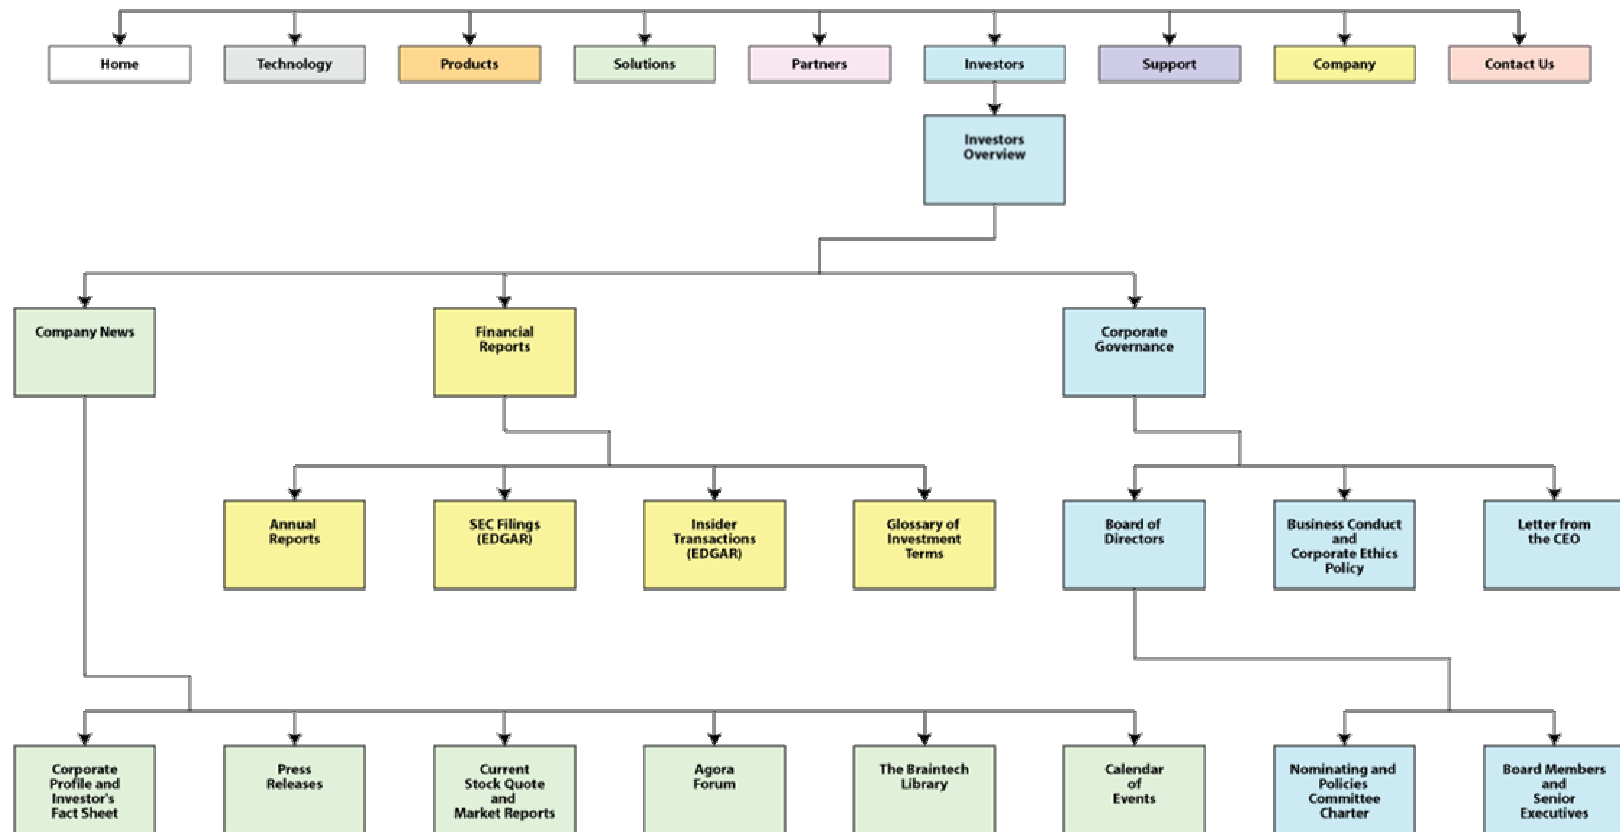 Home
Technology
Products
Solutions
Partners
Investors
Support
Company
Contact Us
Investors
Overview
Company News
Financial
Reports
Corporate
Governance
Annual
Reports
SEC Filings
(EDGAR)
Insider
Transactions
(EDGAR)
Glossary of
Investment
Terms
Board of
Directors
Business Conduct
and
Corporate Ethics
Policy
Letter from
the CEO
Corporate
Profile and
Investor's
Fact Sheet
Press
Releases
Current
Stock Quote
and
Market Reports
Agora
Forum
The Braintech
Library
Calendar
of
Events
Nominating and
Policies
Committee
Charter
Board Members
and
Senior
Executives